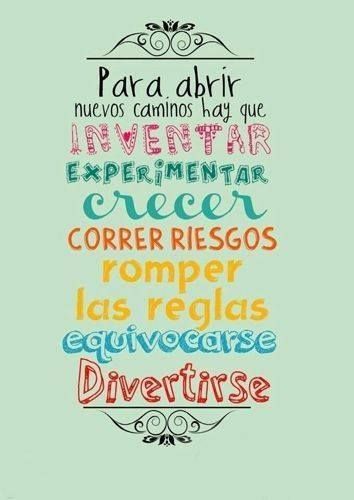 Para abrir
nuevos caminos hay que
INVENTAR
EXPERIMENTAR
crecer
CORRER RIESGOS
romper
las reglas
equivocarse
Divertirse